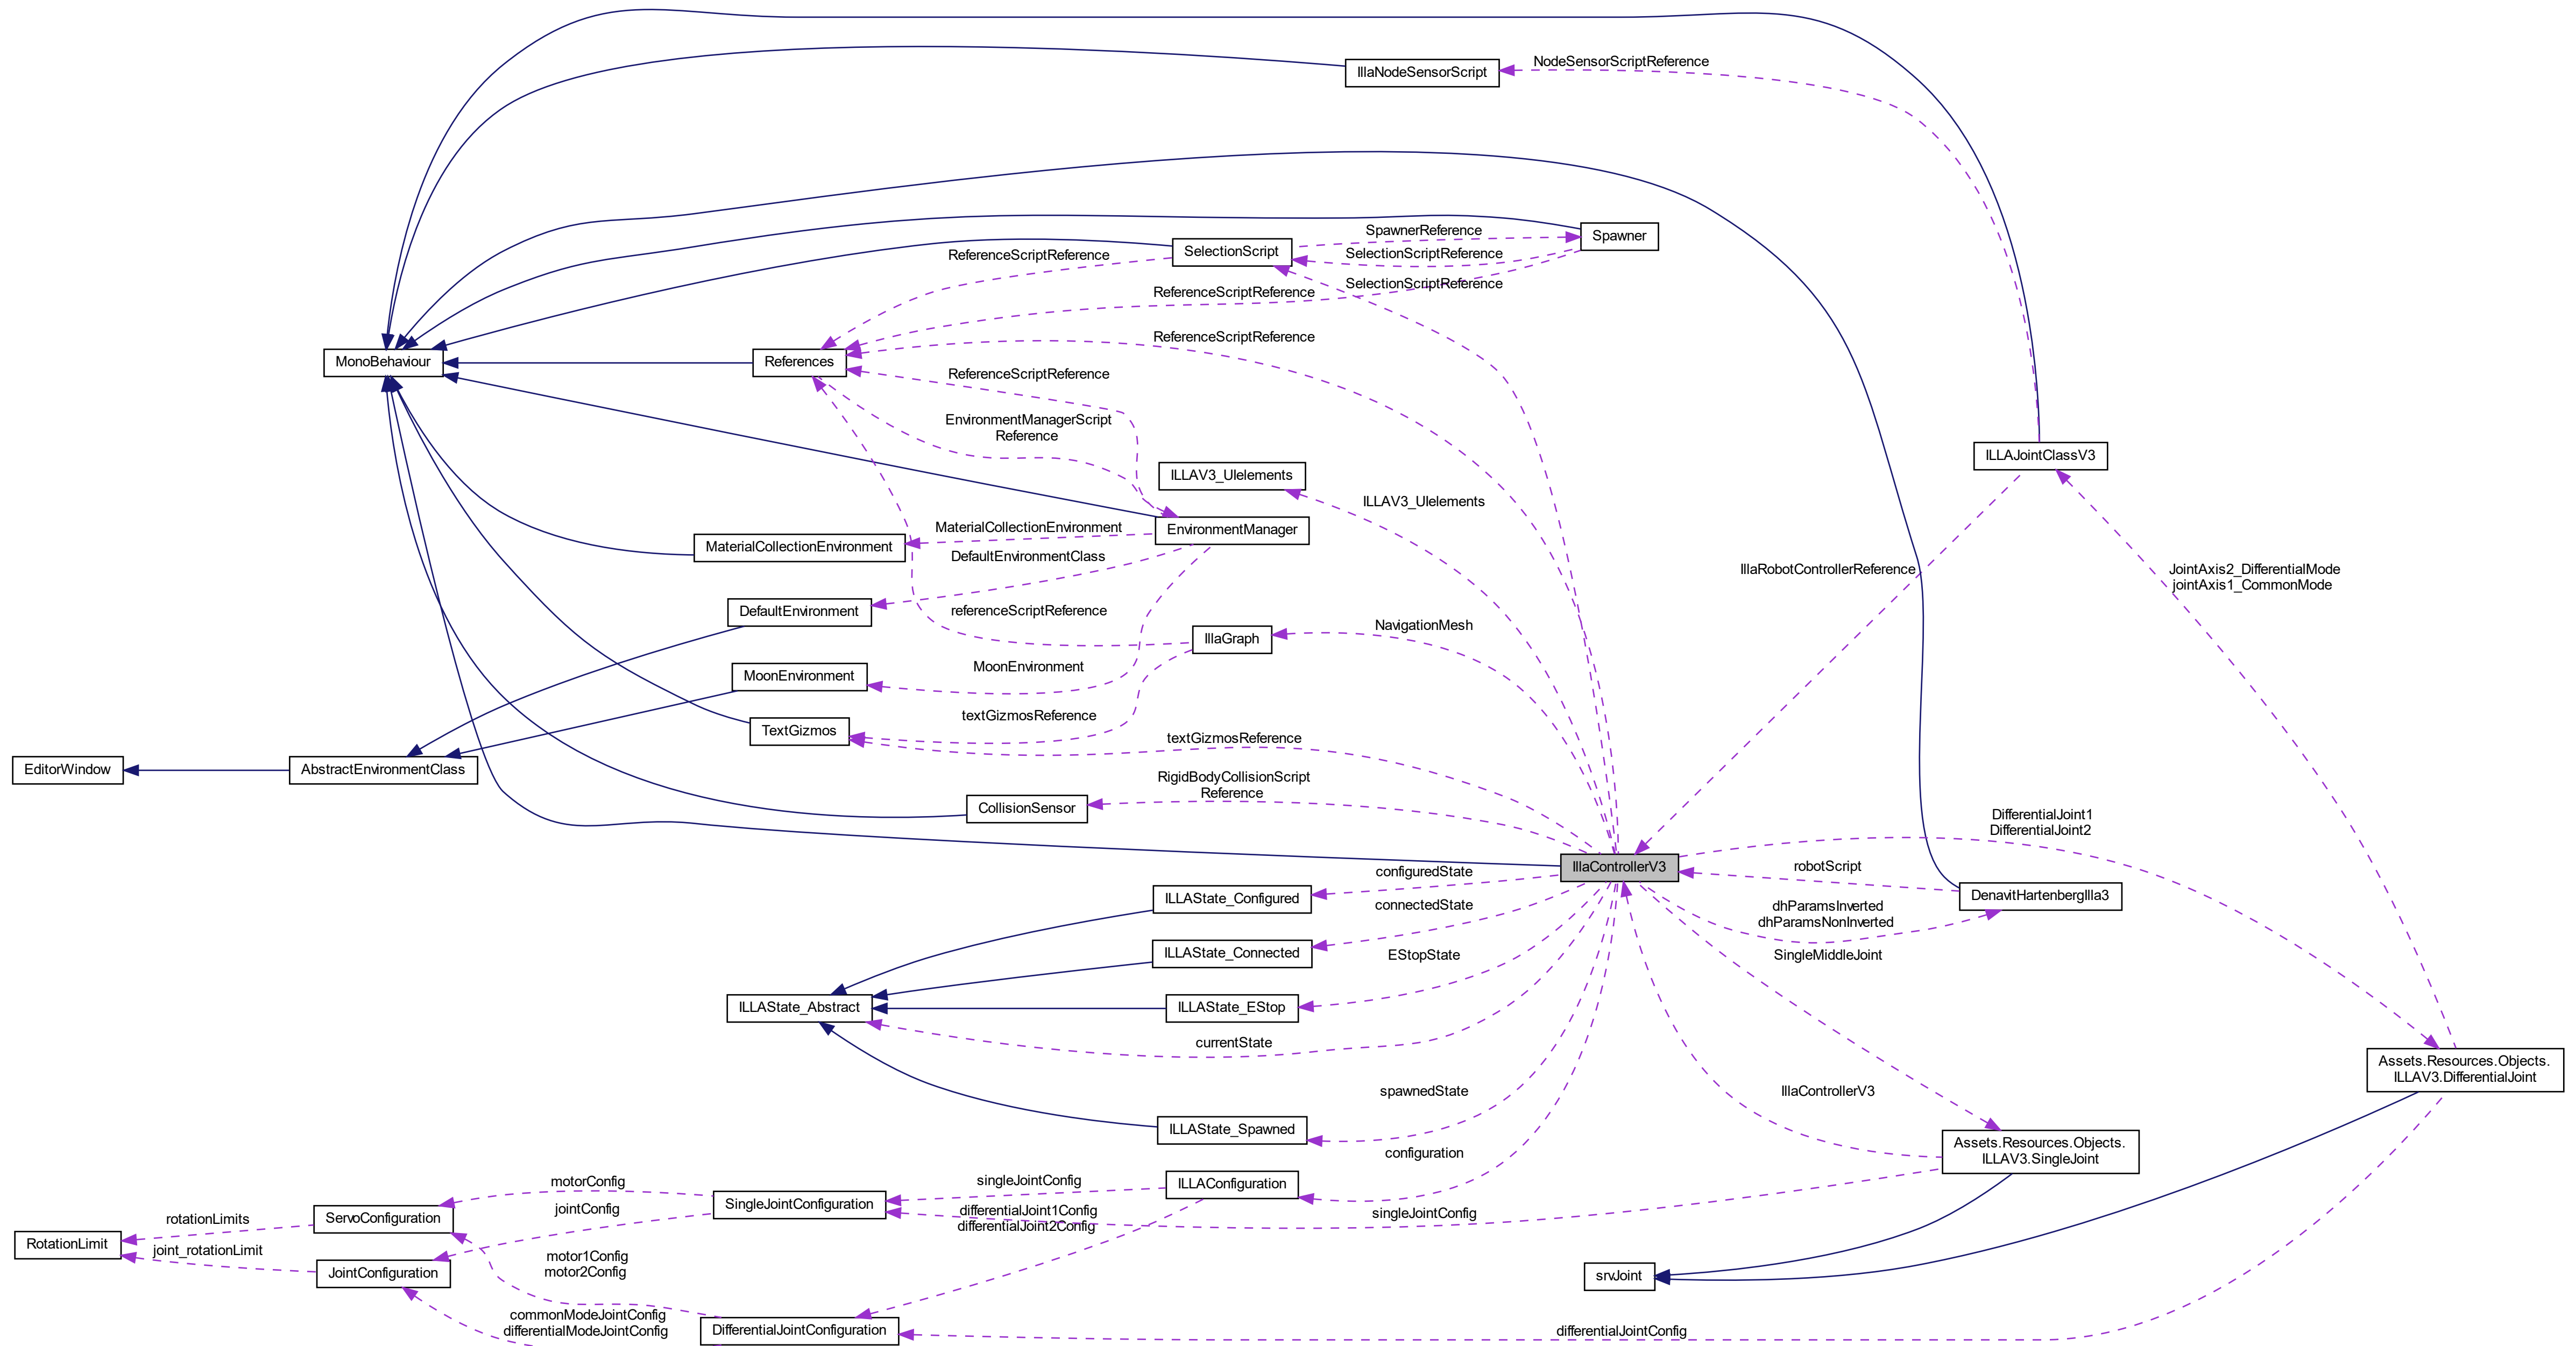 IllaNodeSensorScript
NodeSensorScriptReference
Spawner
SpawnerReference
SelectionScript
SelectionScriptReference
ReferenceScriptReference
SelectionScriptReference
ReferenceScriptReference
ReferenceScriptReference
MonoBehaviour
References
ReferenceScriptReference
EnvironmentManagerScript
Reference
ILLAJointClassV3
ILLAV3_UIelements
ILLAV3_UIelements
EnvironmentManager
MaterialCollectionEnvironment
MaterialCollectionEnvironment
DefaultEnvironmentClass
IllaRobotControllerReference
JointAxis2_DifferentialMode
jointAxis1_CommonMode
DefaultEnvironment
referenceScriptReference
IllaGraph
NavigationMesh
MoonEnvironment
MoonEnvironment
textGizmosReference
TextGizmos
textGizmosReference
EditorWindow
AbstractEnvironmentClass
RigidBodyCollisionScript
Reference
CollisionSensor
DifferentialJoint1
DifferentialJoint2
IllaControllerV3
robotScript
configuredState
ILLAState_Configured
DenavitHartenbergIlla3
connectedState
dhParamsInverted
dhParamsNonInverted
ILLAState_Connected
EStopState
SingleMiddleJoint
ILLAState_Abstract
ILLAState_EStop
currentState
Assets.Resources.Objects.
ILLAV3.DifferentialJoint
spawnedState
IllaControllerV3
ILLAState_Spawned
Assets.Resources.Objects.
ILLAV3.SingleJoint
configuration
motorConfig
singleJointConfig
ILLAConfiguration
SingleJointConfiguration
jointConfig
differentialJoint1Config
differentialJoint2Config
singleJointConfig
rotationLimits
ServoConfiguration
RotationLimit
joint_rotationLimit
motor1Config
motor2Config
JointConfiguration
srvJoint
commonModeJointConfig
differentialModeJointConfig
DifferentialJointConfiguration
differentialJointConfig